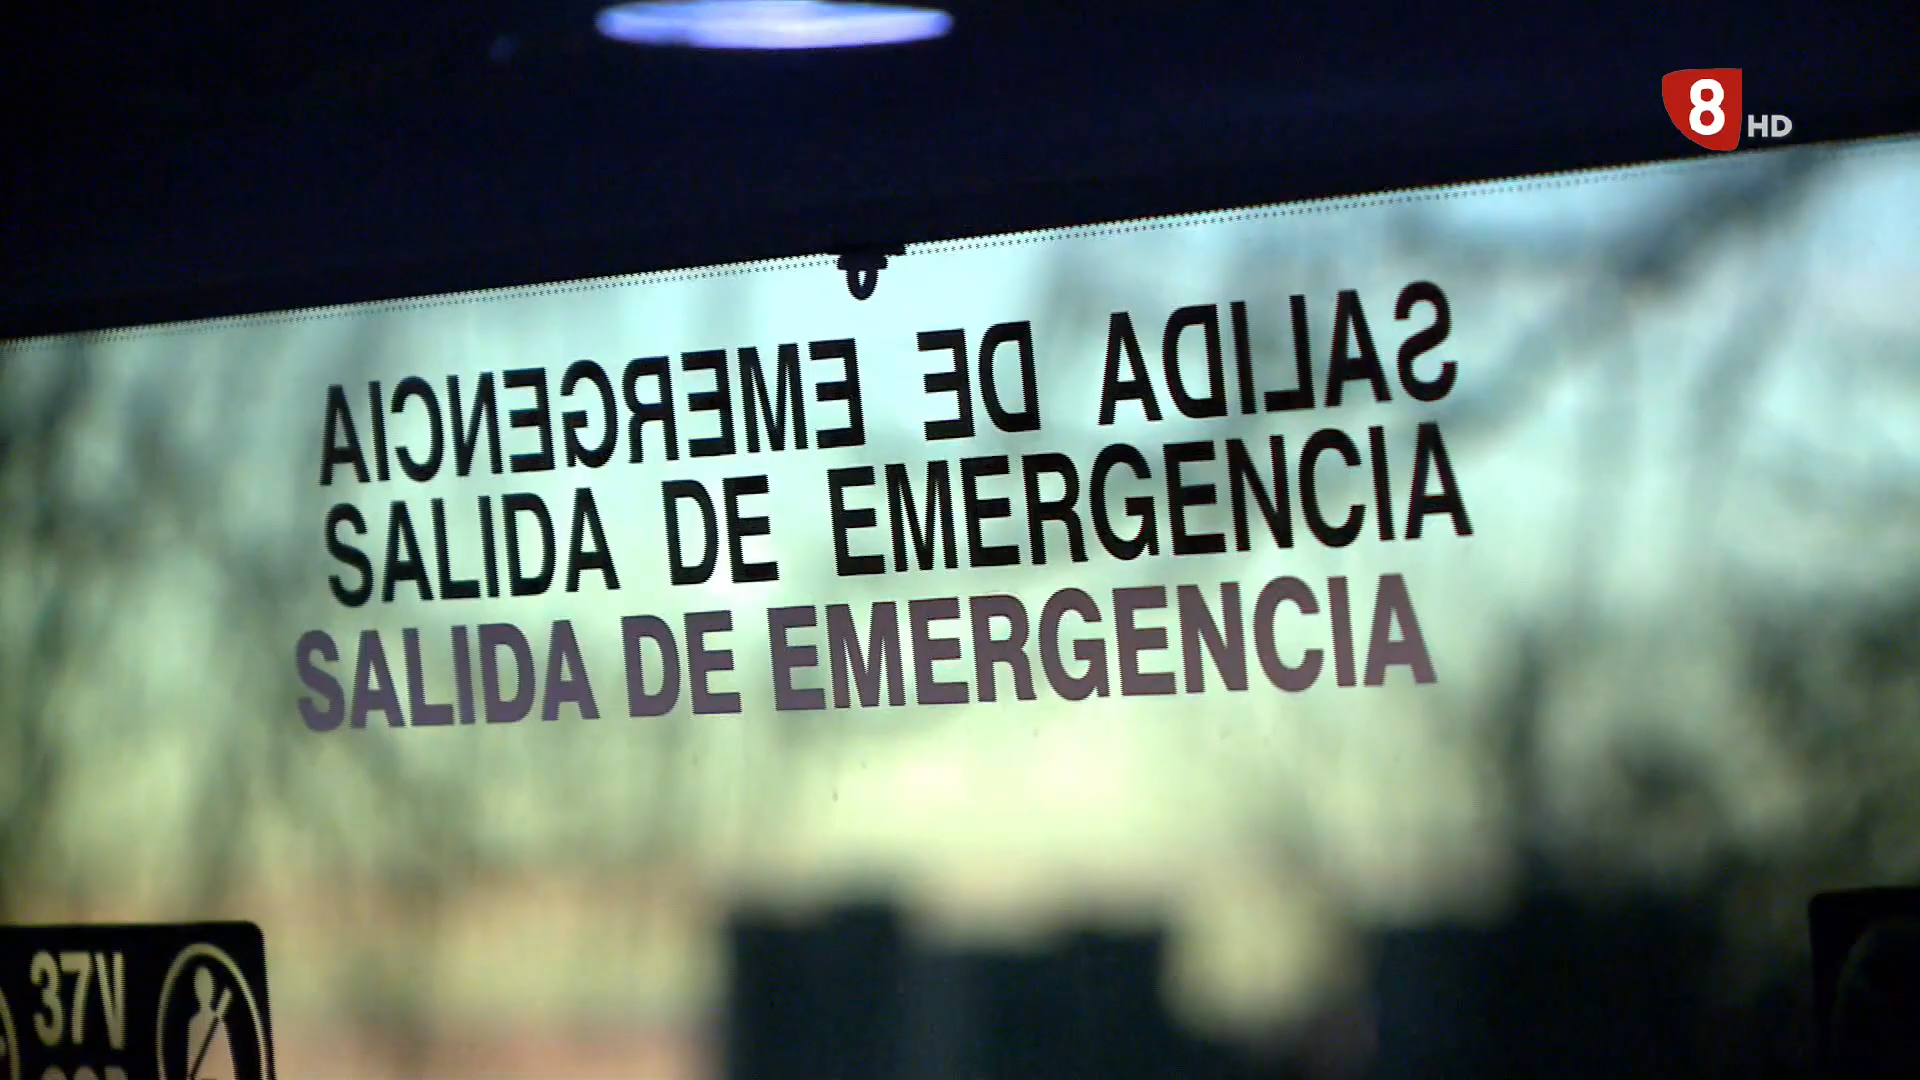 8 HD
SALIDA DE EMERGENCIA
SALIDA DE EMERGENCIA
SALIDA DE EMERGENCIA
37V